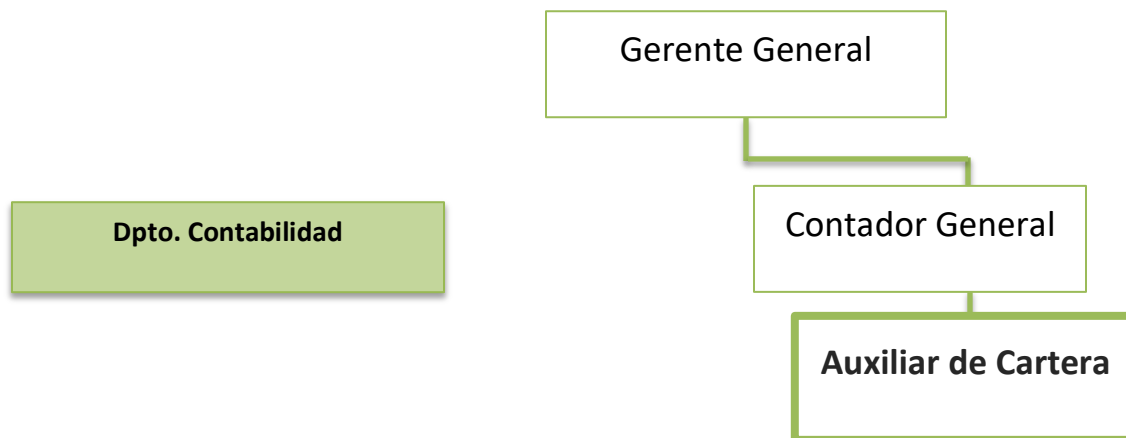 Gerente General
Dpto. Contabilidad
Contador General
Auxiliar de Cartera